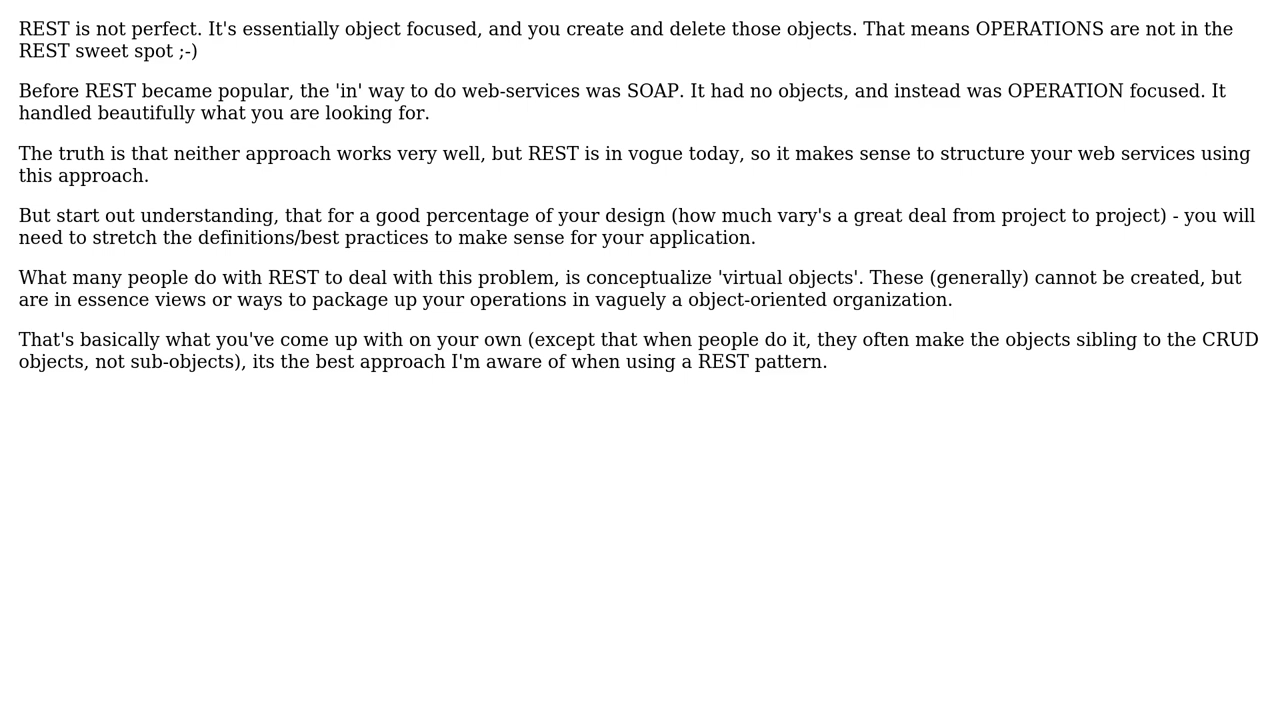 REST is not perfect. It's essentially object focused, and you create and delete those objects. That means OPERATIONS are not in the
REST sweet spot ;-)
Before REST became popular, the 'in' way to do web-services was SOAP. It had no objects, and instead was OPERATION focused. It
handled beautifully what you are looking for.
The truth is that neither approach works very well, but REST is in vogue today, so it makes sense to structure your web services using
this approach.
But start out understanding, that for a good percentage of your design (how much vary's a great deal from project to project) - you will
need to stretch the definitions/best practices to make sense for your application.
What many people do with REST to deal with this problem, is conceptualize 'virtual objects'. These (generally) cannot be created, but
are in essence views or ways to package up your operations in vaguely a object-oriented organization.
That's basically what you've come up with on your own (except that when people do it, they often make the objects sibling to the CRUD
objects, not sub-objects), its the best approach I'm aware of when using a REST pattern.